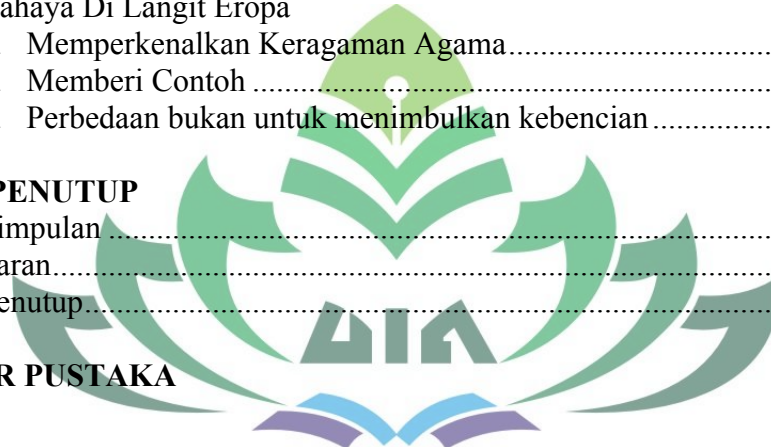 ahaya Di Langit Eropa
Memperkenalkan Keragaman Agama
Memberi Contoh
Perbedaan bukan untuk menimbulkan kebencian
PENUTUP
impulan
aran
enutup
R PUSTAKA
UIN